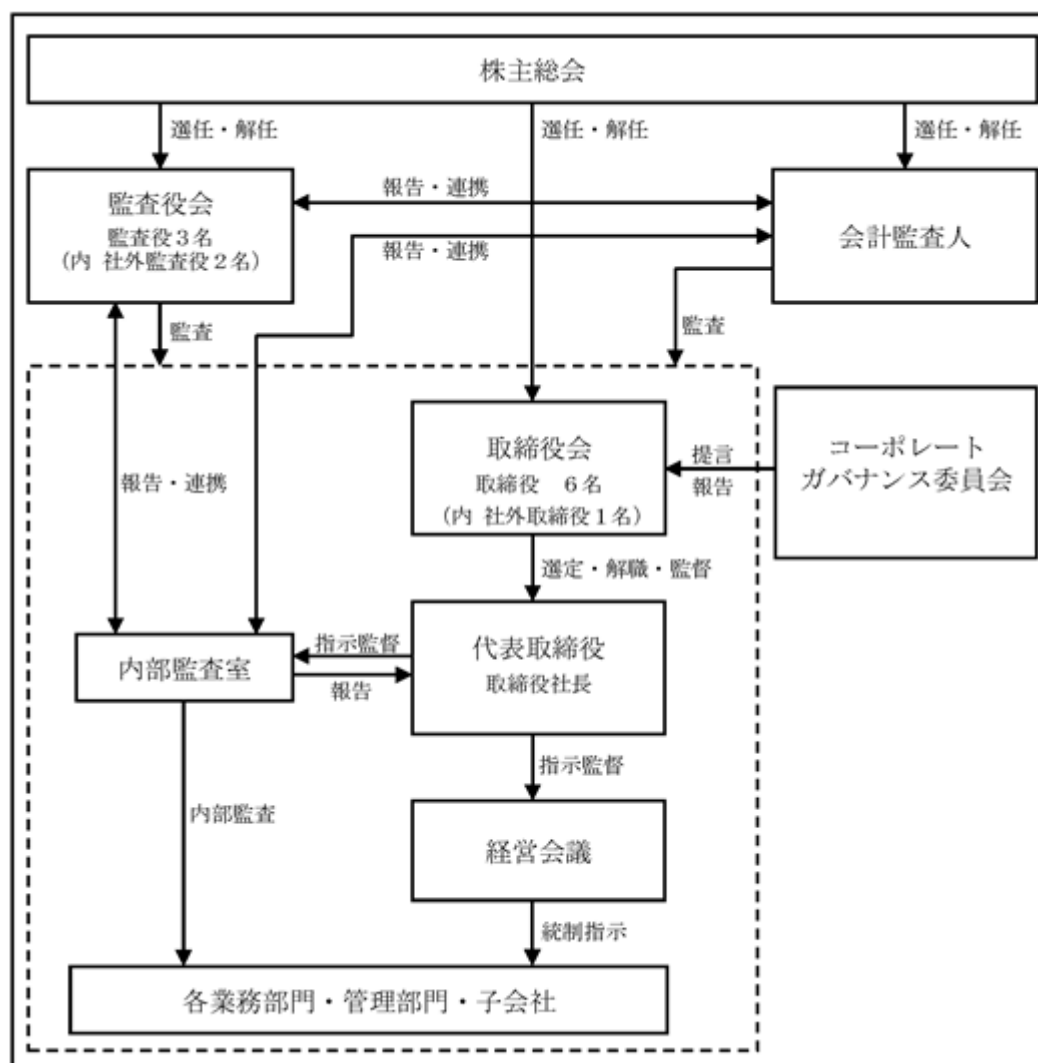 株主総会
選任・解任
選任・解任
選任・解任
監査役会
監査役3名
(内 社外監査役2名)
報告・連携
報告・連携
会計監査人
監査
監査
取締役会
取締役 6名
(内 社外取締役1名)
提言
報告
コーポレート
ガバナンス委員会
報告・連携
選定・解職・監督
内部監査室
指示監督
報告
代表取締役
取締役社長
指示監督
内部監査
経営会議
統制指示
各業務部門・管理部門・子会社